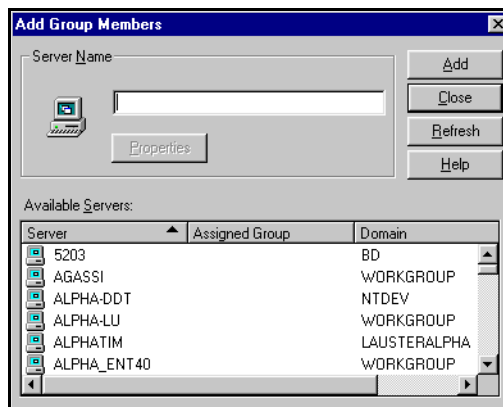 Add Group Members
Server Name
Add
Close
Properties
Refresh
Help
Available Servers:
Server Assigned Group Domain
5203 BD
AGASSI WORKGROUP
ALPHA-DDT NTDEV
ALPHA-LU WORKGROUP
ALPHATIM LAUSTERALPHA
ALPHA_ENT40 WORKGROUP